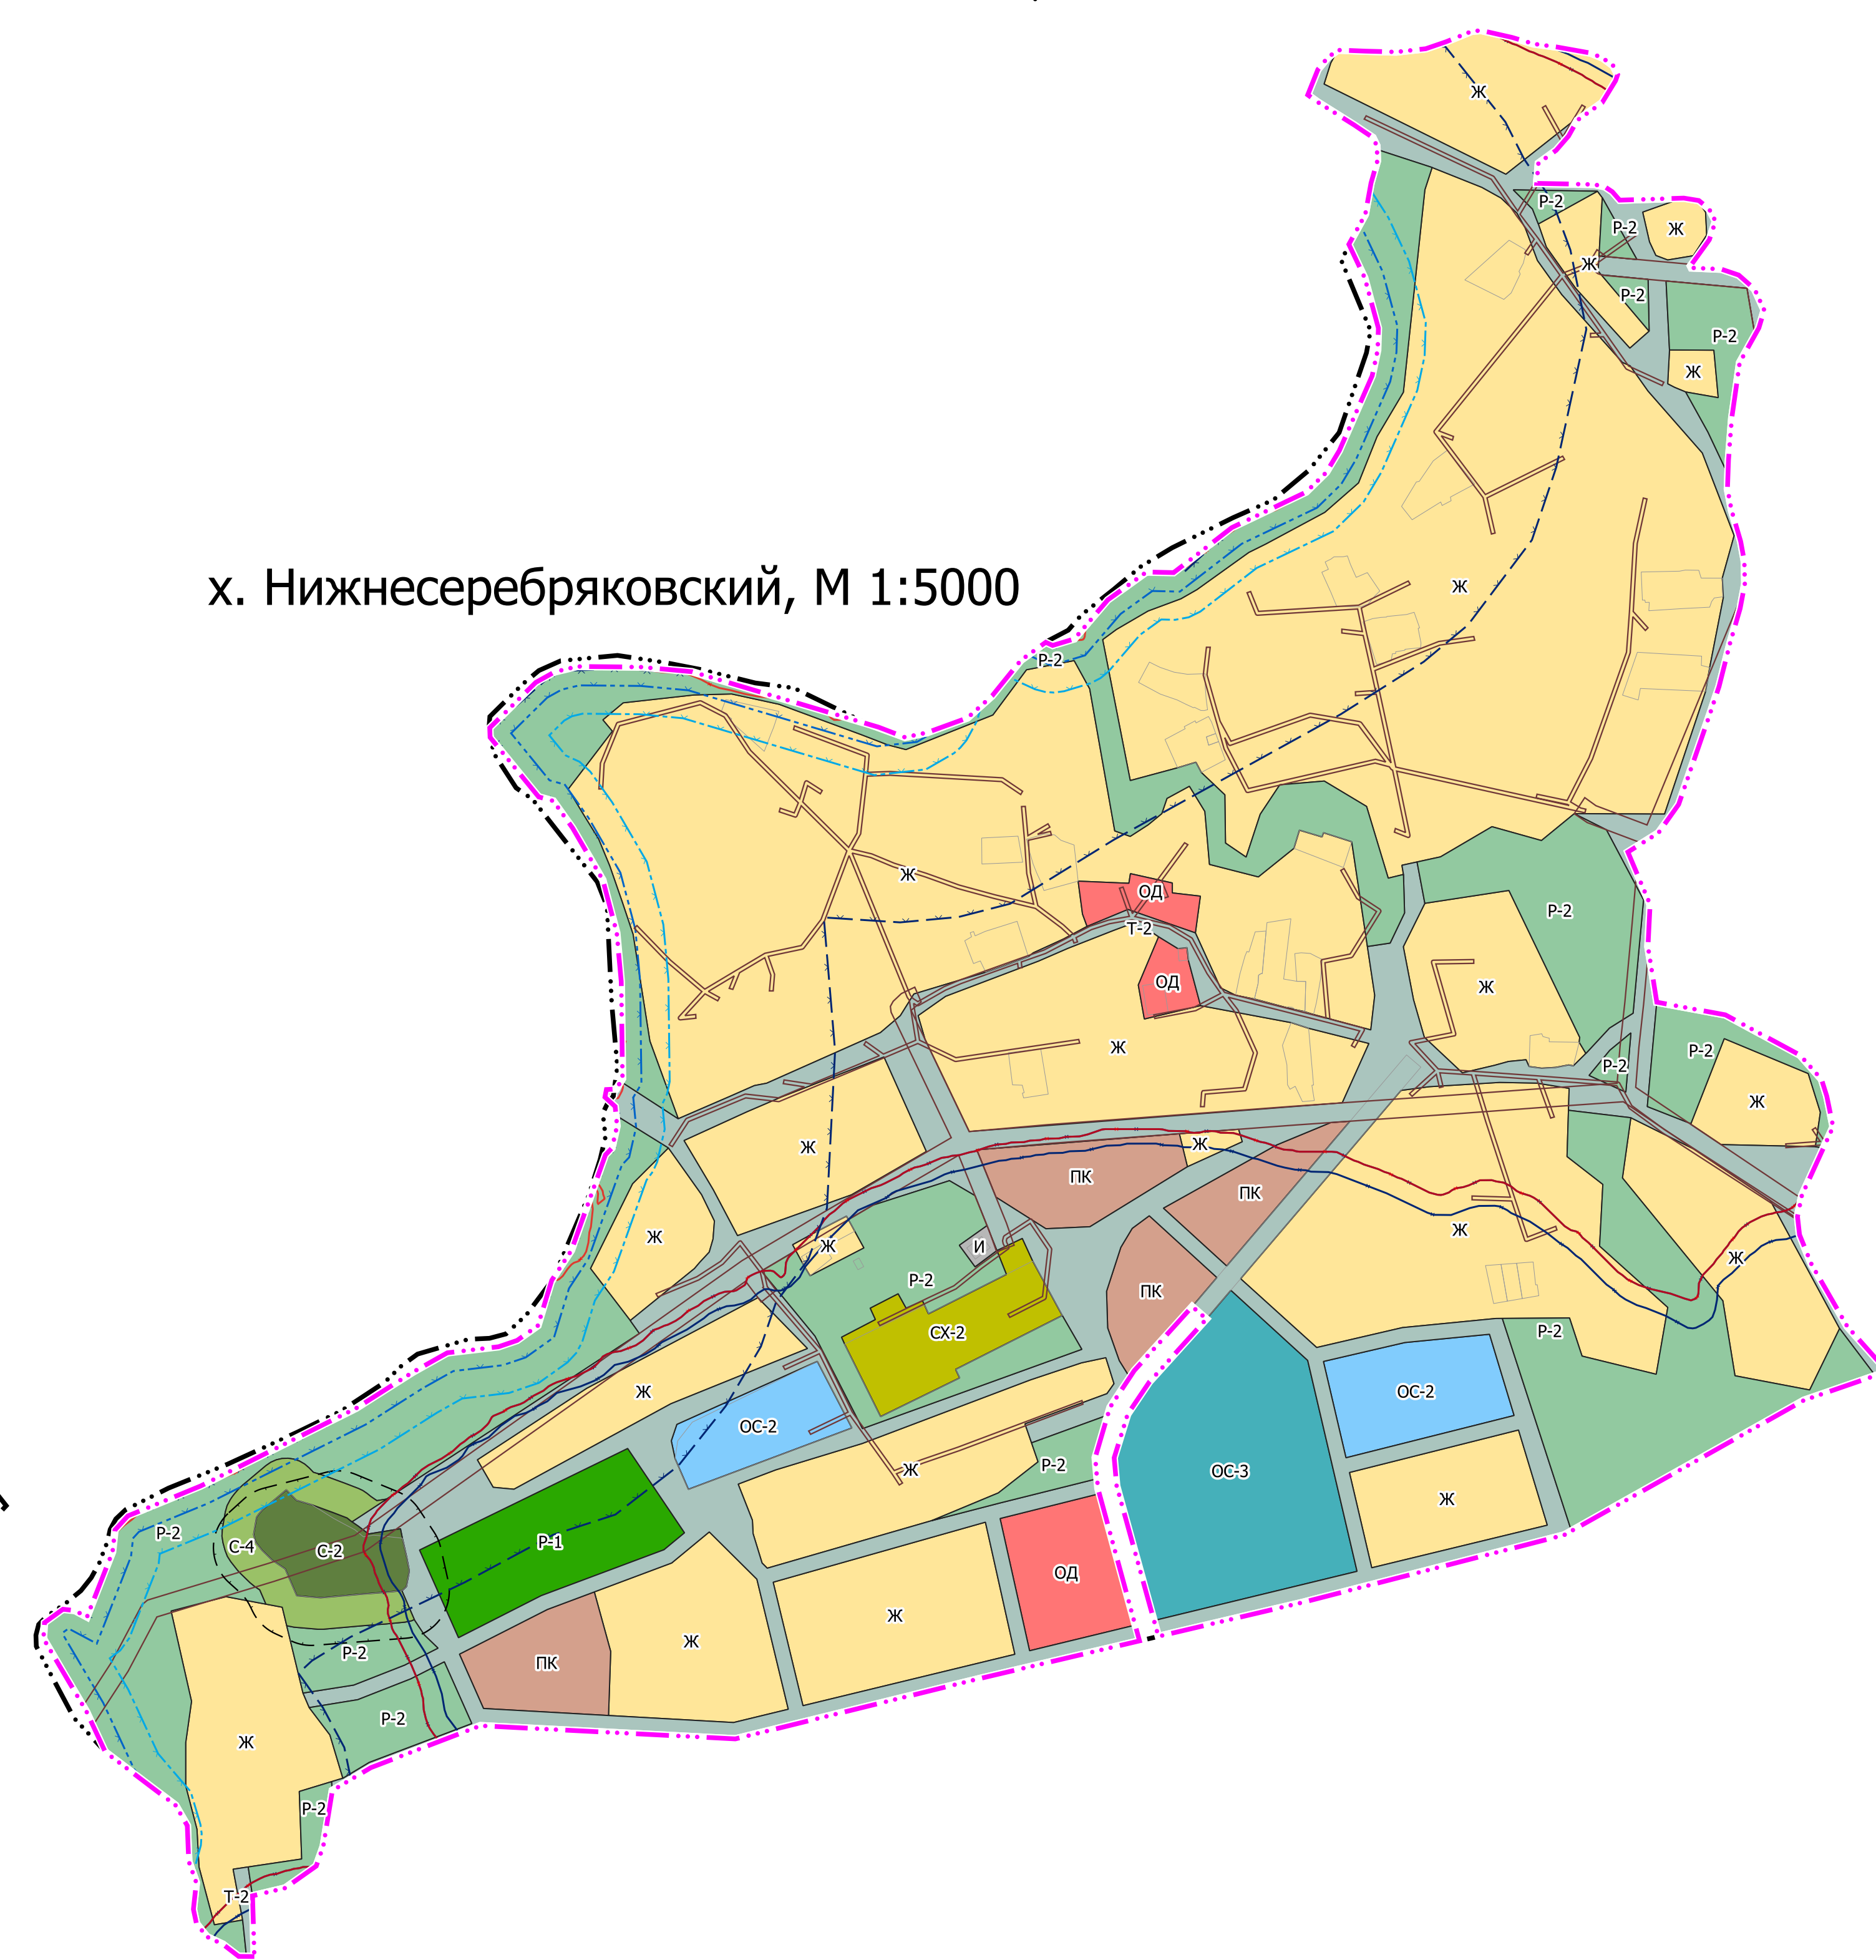 Ж
Р-2
Р-2
Ж
Ж
Р-2
Р-2
Ж
х. Нижнесеребряковский, М 1:5000
Ж
Р-2
Ж
ОД
Р-2
Т-2
ОД
Ж
Ж
Р-2
Р-2
Ж
Ж
Ж
ПК
ПК
Ж
Ж
Ж
И
Ж
Р-2
ПК
СХ-2
Р-2
Ж
ОС-2
ОС-2
Ж
Р-2
ОС-3
Ж
Р-2
С-4
С-2
Р-1
ОД
Ж
Ж
Р-2
ПК
Р-2
Ж
Р-2
Т-2